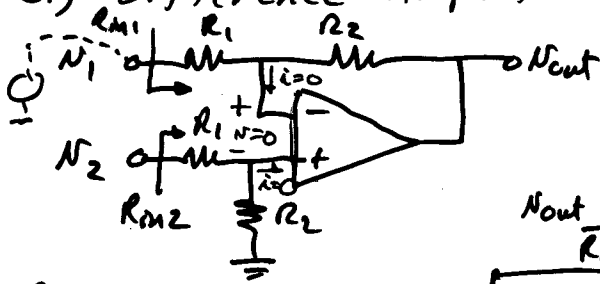 Rin1 R1 R2
v1 i=0 vout
+ −
R1 v=0
v2 − i=0 +
Rin2 R2
vout
R